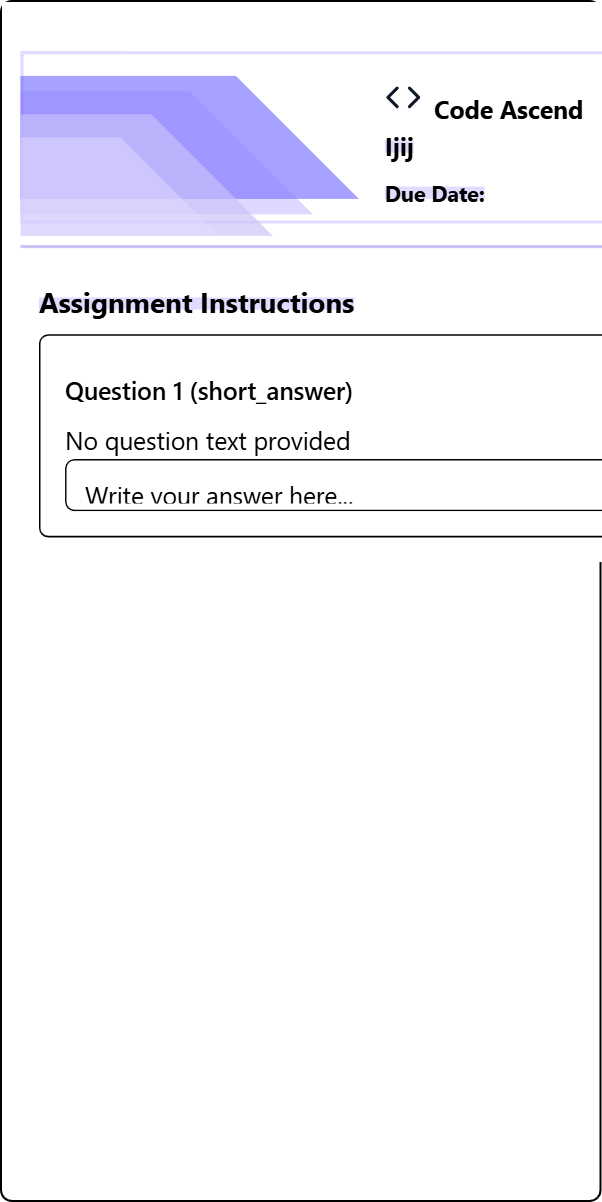 Code Ascend
Ijij
Due Date:
Assignment Instructions
Question 1 (short_answer)
No question text provided
Write your answer here...